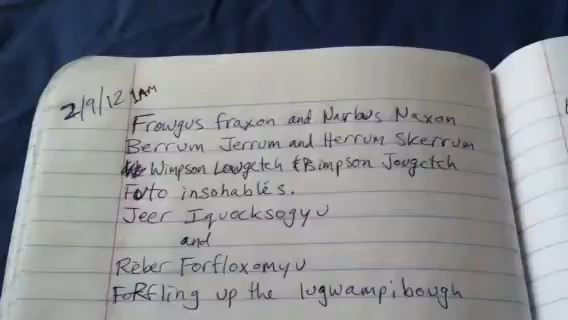 2/9/12 1AM
Frowgus fraxon and Narbus Naxon
Berrum Jerrum and Herrum Skerrum
Wimpson Lowgetch & Bimpson Jougetch
Foto insohablés.
Jeer Iquocksogyu
and
Reber Forfloxomyu
FoRfling up the lugwampibough